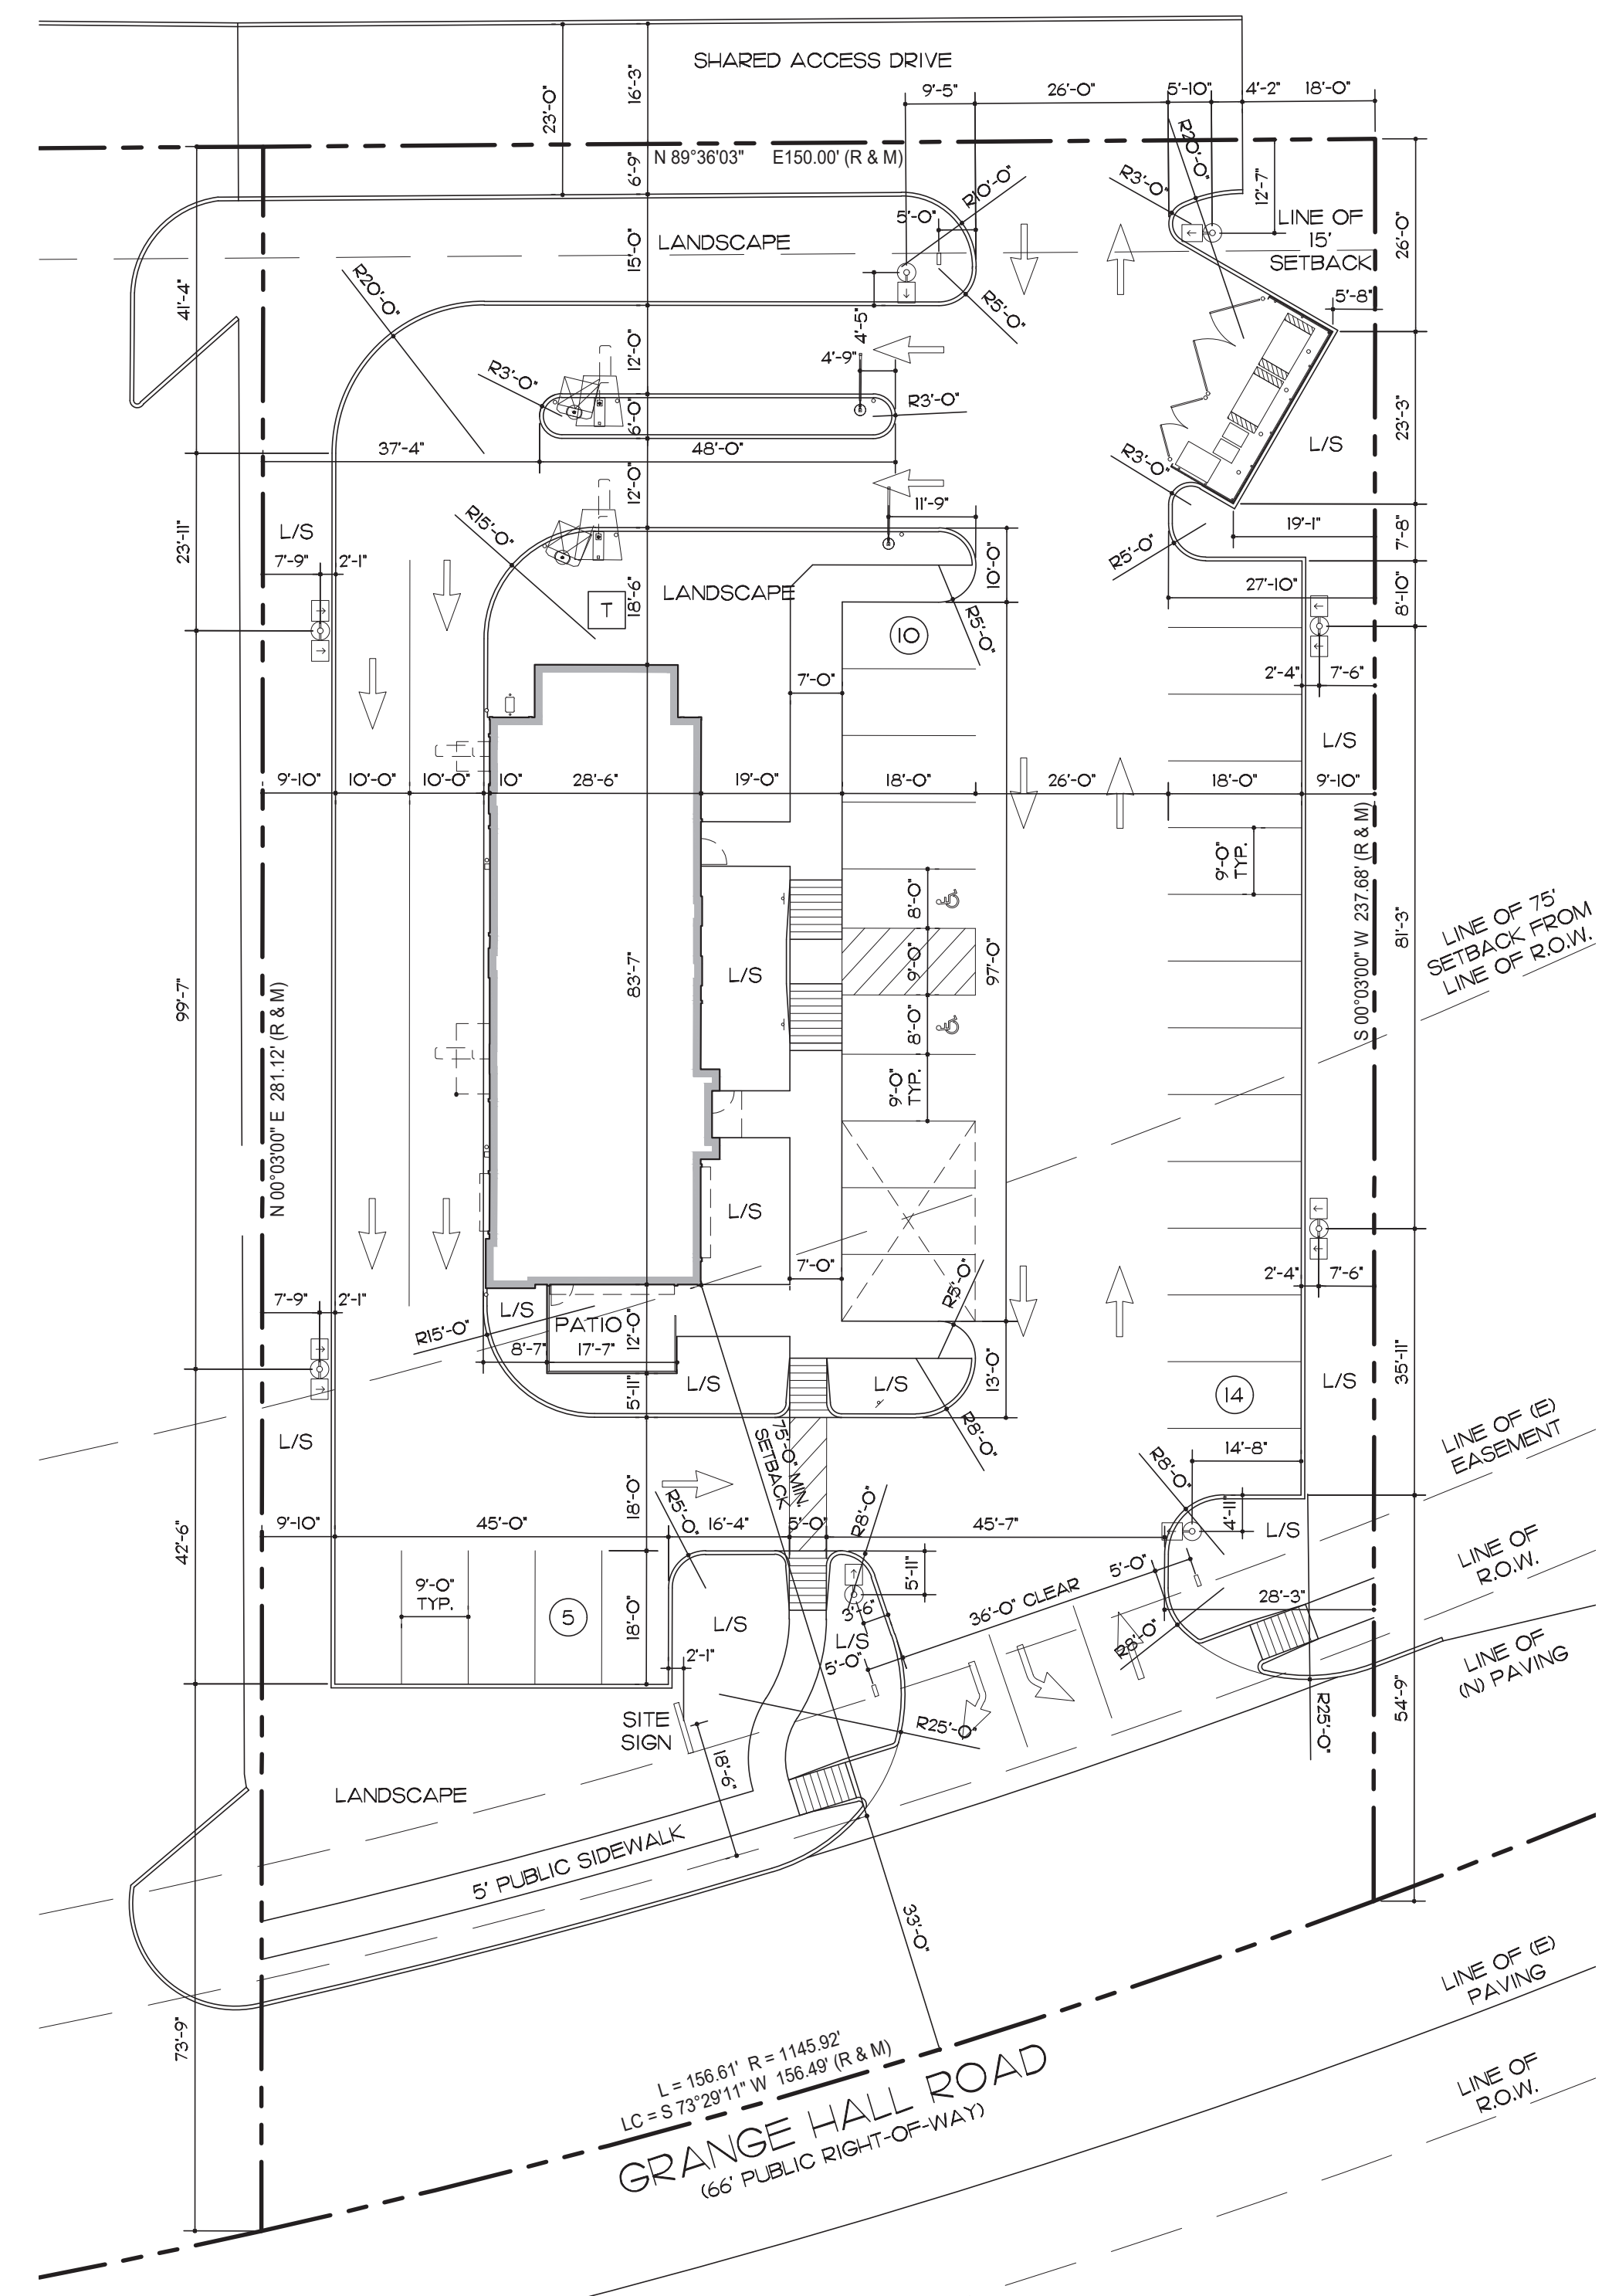 SHARED ACCESS DRIVE
16'-3"
23'-0"
9'-5"
26'-0"
5'-10"
4'-2"
18'-0"
N 89°36'03" E150.00' (R & M)
6'-9"
R10'-0"
R20'-0"
R3'-0"
12'-7"
5'-0"
LINE OF
15'
SETBACK
26'-0"
LANDSCAPE
15'-0"
41'-4"
R20'-0"
R5'-0"
5'-8"
4'-5"
12'-0"
4'-9"
R3'-0"
R3'-0"
6'-0"
23'-3"
37'-4"
48'-0"
L/S
R3'-0"
12'-0"
11'-9"
R15'-0"
L/S
23'-11"
19'-1"
7'-8"
R5'-0"
7'-9"
2'-1"
10'-0"
LANDSCAPE
18'-6"
T
27'-10"
8'-10"
10
R5'-0"
7'-0"
2'-4"
7'-6"
L/S
9'-10"
10'-0"
10'-0"
10"
28'-6"
19'-0"
18'-0"
26'-0"
18'-0"
9'-10"
9'-0"
TYP.
8'-0"
S 00°03'00" W 237.68' (R & M)
81'-3"
LINE OF 75'
SETBACK FROM
LINE OF R.O.W.
99'-7"
83'-7"
L/S
9'-0"
97'-0"
8'-0"
N 00°03'00" E 281.12' (R & M)
9'-0"
TYP.
L/S
7'-0"
R5'-0"
2'-4"
7'-6"
7'-9"
2'-1"
L/S
R15'-0"
PATIO
12'-0"
8'-7"
17'-7"
35'-11"
5'-11"
L/S
L/S
13'-0"
14
L/S
L/S
R8'-0"
75'-0" MIN.
SETBACK
14'-8"
R8'-0"
LINE OF (E)
EASEMENT
18'-0"
R5'-0"
R8'-0"
4'-11"
L/S
9'-10"
45'-0"
16'-4"
5'-0"
45'-7"
42'-6"
LINE OF
R.O.W.
9'-0"
TYP.
5
18'-0"
5'-11"
5'-0"
36'-0" CLEAR
28'-3"
3'-6"
L/S
L/S
R8'-0"
2'-1"
5'-0"
LINE OF
(N) PAVING
54'-9"
SITE
SIGN
R25'-0"
R25'-0"
18'-6"
LANDSCAPE
5' PUBLIC SIDEWALK
33'-0"
73'-9"
LINE OF (E)
PAVING
L = 156.61' R = 1145.92'
LC = S 73°29'11" W 156.49' (R & M)
GRANGE HALL ROAD
(66' PUBLIC RIGHT-OF-WAY)
LINE OF
R.O.W.